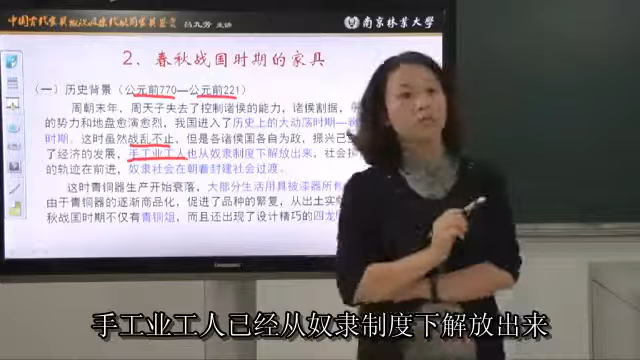 中国古代家具概述及明代家具鉴赏 吕九芳 主讲 南京林业大学
2、春秋战国时期的家具
（一）历史背景（公元前770—公元前221）
周朝末年，周天子失去了控制诸侯的能力，诸侯割据，
的势力和地盘愈演愈烈，我国进入了历史上的大动荡时期—
时期。这时虽然战乱不止，但是各诸侯国各自为政，振兴己
了经济的发展，手工业工人也从奴隶制度下解放出来，社会
的轨迹在前进，奴隶社会在朝着封建社会过渡。
这时青铜器生产开始衰落，大部分生活用具被漆器所
由于青铜器的逐渐商品化，促进了品种的繁复，从出土实
秋战国时期不仅有青铜俎，而且还出现了设计精巧的四龙
手工业工人已经从奴隶制度下解放出来